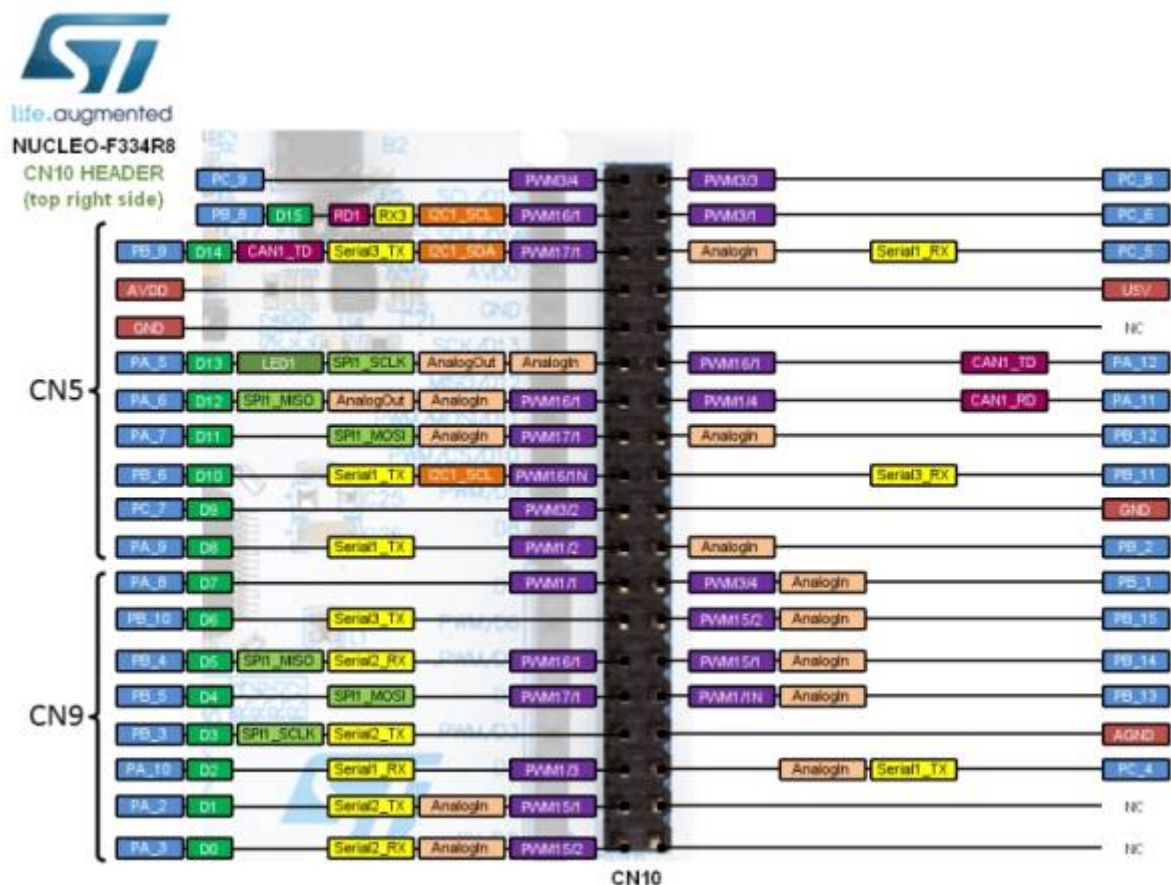 life.augmented
NUCLEO-F334R8
CN10 HEADER
(top right side)
PC_9 PWM3/4 PWM3/3 PC_8
PB_8 D15 RD1 RX3 I2C1_SCL PWM16/1 PWM3/1 PC_6
PB_9 D14 CAN1_TD Serial3_TX I2C1_SDA PWM17/1 AnalogIn Serial1_RX PC_5
AVDD U5V
GND NC
PA_5 D13 LED1 SPI1_SCLK AnalogOut AnalogIn PWM16/1 CAN1_TD PA_12
CN5
PA_6 D12 SPI1_MISO AnalogOut AnalogIn PWM16/1 PWM1/4 CAN1_RD PA_11
PA_7 D11 SPI1_MOSI AnalogIn PWM17/1 AnalogIn PB_12
PB_6 D10 Serial1_TX I2C1_SCL PWM16/1N Serial3_RX PB_11
PC_7 D9 PWM3/2 GND
PA_9 D8 Serial1_TX PWM1/2 AnalogIn PB_2
PA_8 D7 PWM1/1 PWM3/4 AnalogIn PB_1
PB_10 D6 Serial3_TX PWM15/2 AnalogIn PB_15
PB_4 D5 SPI1_MISO Serial2_RX PWM16/1 PWM15/1 AnalogIn PB_14
PB_5 D4 SPI1_MOSI PWM17/1 PWM1/1N AnalogIn PB_13
CN9
PB_3 D3 SPI1_SCLK Serial2_TX AGND
PA_10 D2 Serial1_RX PWM1/3 AnalogIn Serial1_TX PC_4
PA_2 D1 Serial2_TX AnalogIn PWM15/1 NC
PA_3 D0 Serial2_RX AnalogIn PWM15/2 NC
CN10